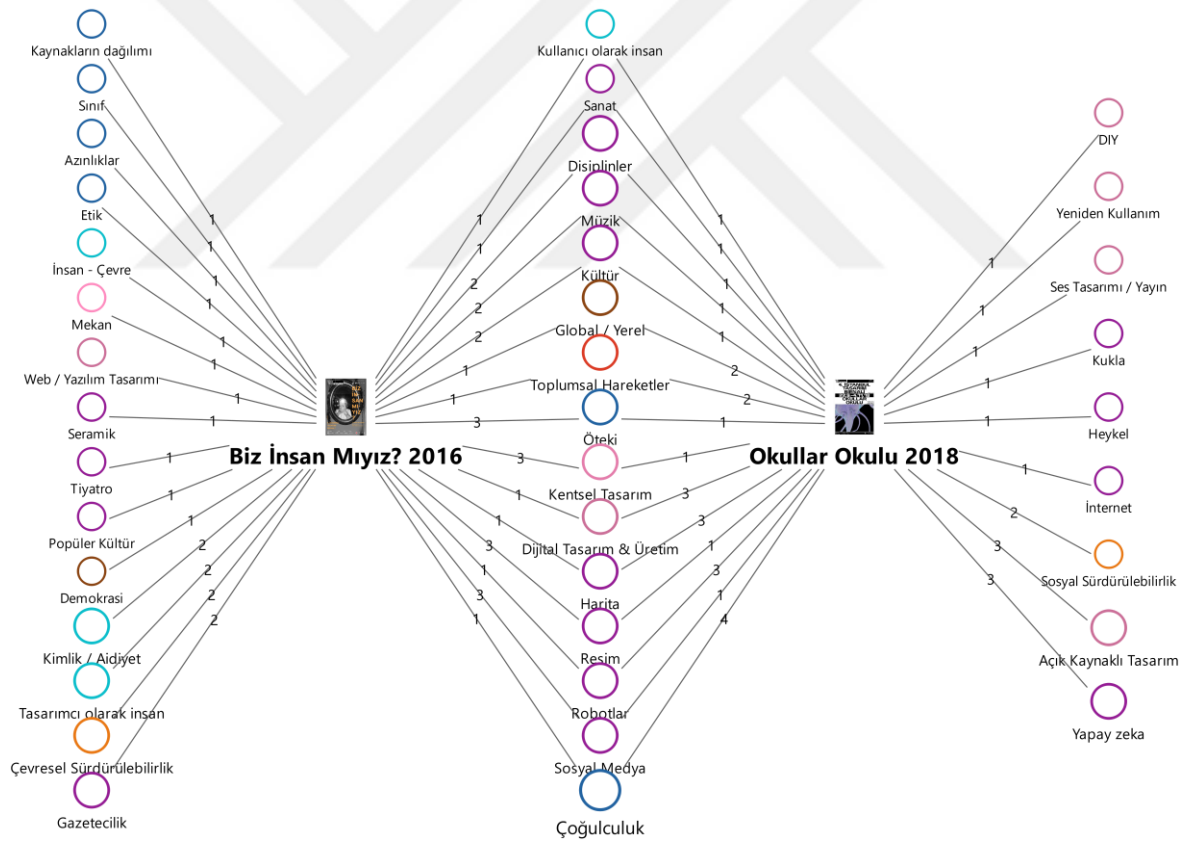 Kaynakların dağılımı
Sınıf
Azınlıklar
Etik
İnsan - Çevre
Mekan
Web / Yazılım Tasarımı
Seramik
Tiyatro
Popüler Kültür
Demokrasi
Kimlik / Aidiyet
Tasarımcı olarak insan
Çevresel Sürdürülebilirlik
Gazetecilik
1
1
1
1
1
1
1
1
1
1
1
2
2
2
2
Biz İnsan Mıyız? 2016
1
1
2
2
2
1
1
3
3
1
1
3
1
3
1
Kullanıcı olarak insan
Sanat
Disiplinler
Müzik
Kültür
Global / Yerel
Toplumsal Hareketler
Öteki
Kentsel Tasarım
Dijital Tasarım & Üretim
Harita
Resim
Robotlar
Sosyal Medya
Çoğulculuk
1
1
1
1
1
2
2
1
1
3
3
1
3
1
4
Okullar Okulu 2018
1
1
1
1
1
1
2
3
3
DIY
Yeniden Kullanım
Ses Tasarımı / Yayın
Kukla
Heykel
İnternet
Sosyal Sürdürülebilirlik
Açık Kaynaklı Tasarım
Yapay zeka